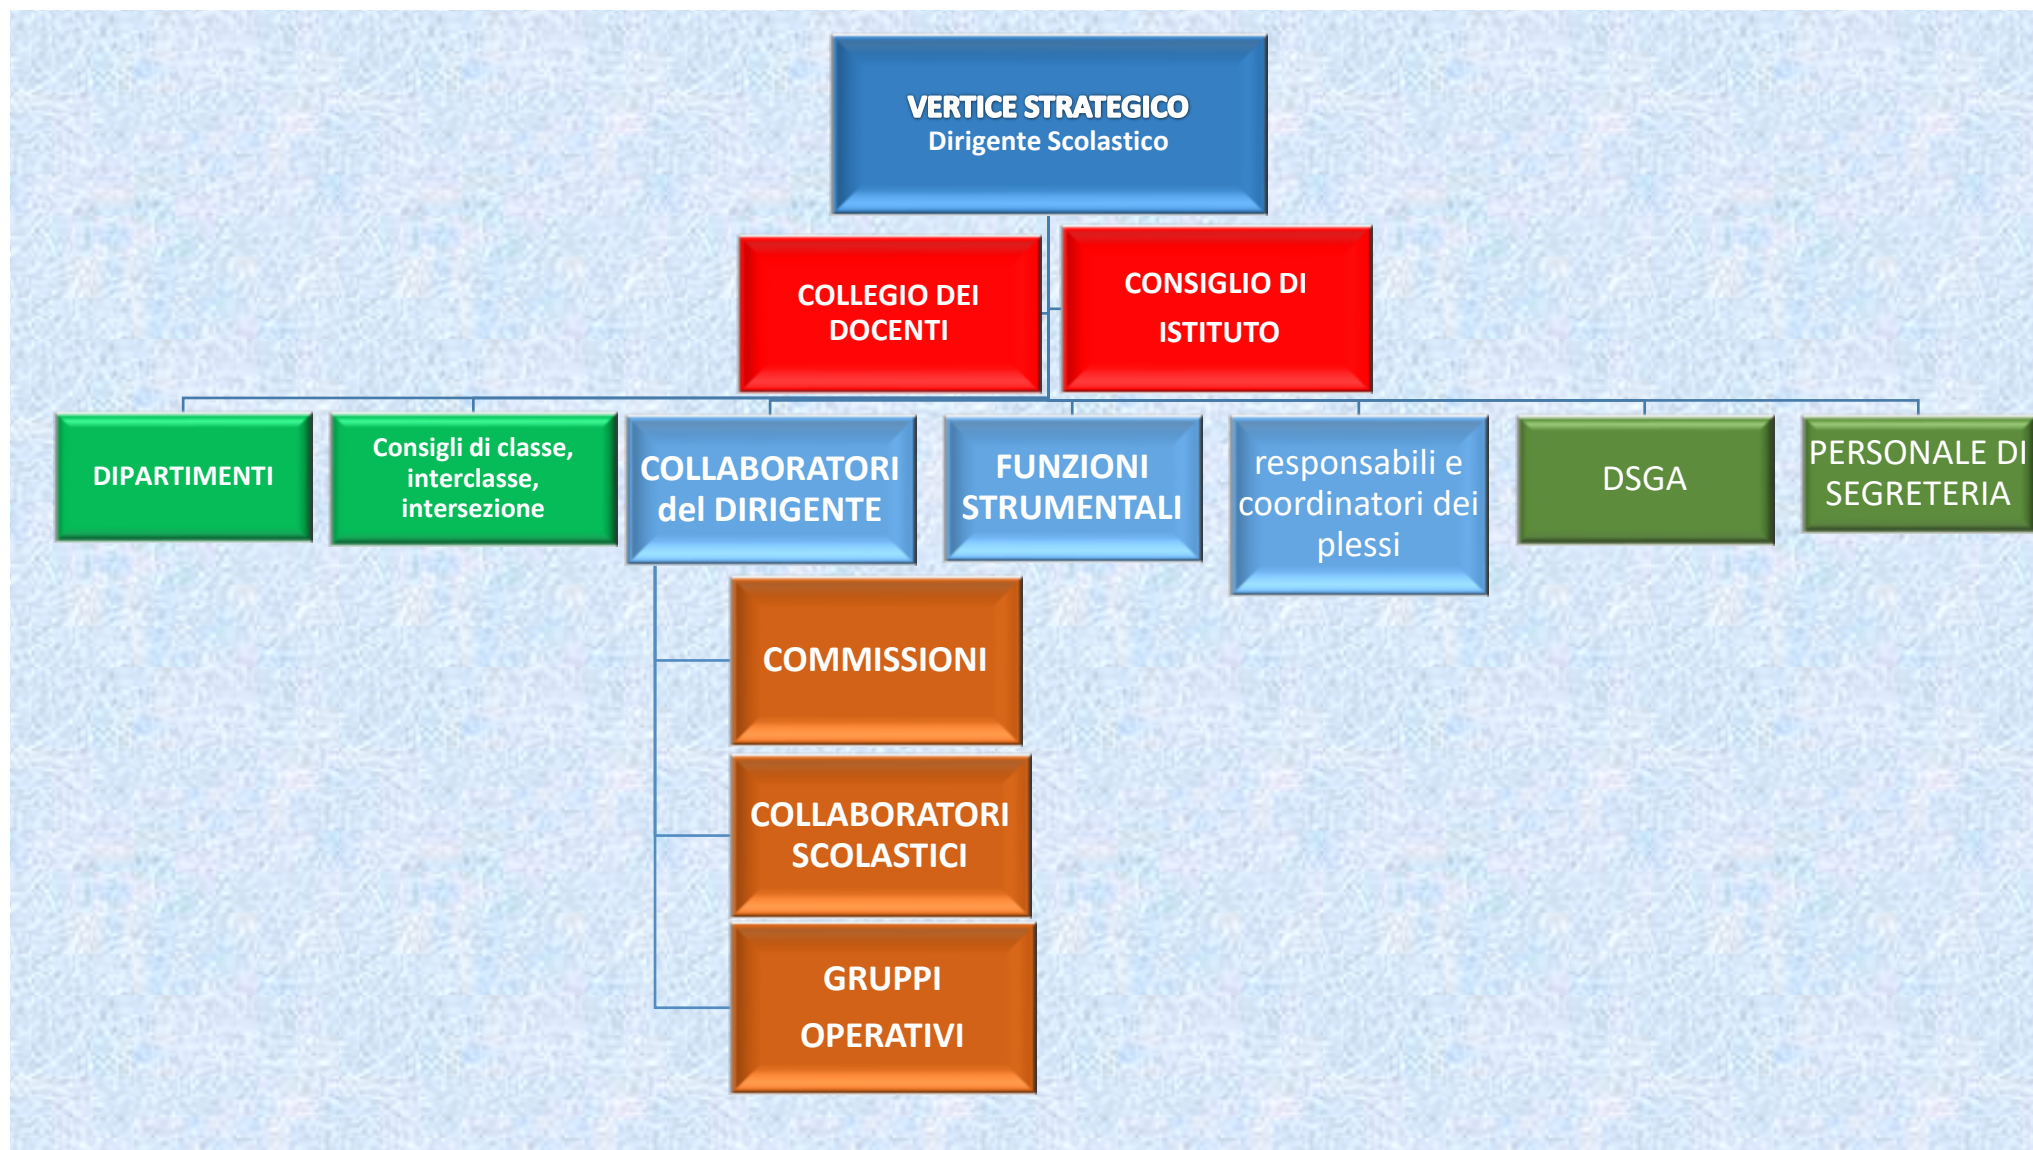 VERTICE STRATEGICO
Dirigente Scolastico
COLLEGIO DEI
DOCENTI
CONSIGLIO DI
ISTITUTO
DIPARTIMENTI
Consigli di classe,
interclasse,
intersezione
COLLABORATORI
del DIRIGENTE
FUNZIONI
STRUMENTALI
responsabili e
coordinatori dei
plessi
DSGA
PERSONALE DI
SEGRETERIA
COMMISSIONI
COLLABORATORI
SCOLASTICI
GRUPPI
OPERATIVI